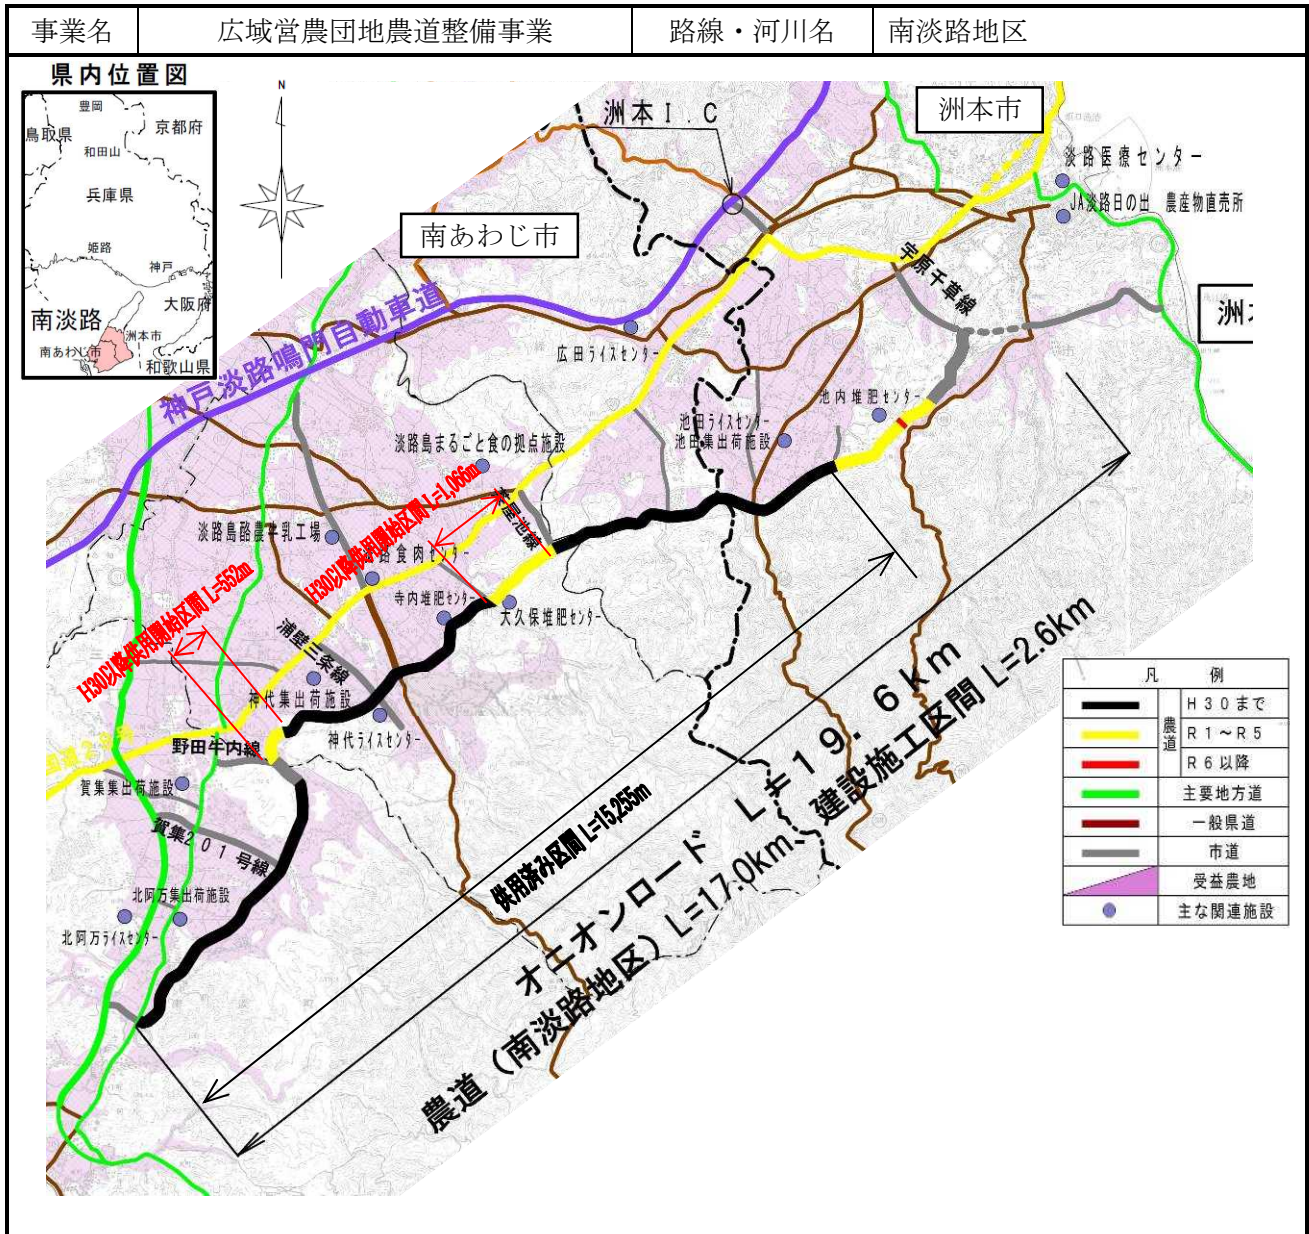 事業名
広域営農団地農道整備事業
路線・河川名
南淡路地区
県内位置図
豊岡
鳥取県
京都府
和田山
兵庫県
姫路
神戸
大阪府
南淡路
洲本市
南あわじ市
和歌山県
N
洲本I.C
洲本市
淡路医療センター
JA淡路日の出 農産物直売所
南あわじ市
宇原千草線
神戸淡路鳴門自動車道
広田ライスセンター
池内堆肥センター
池田ライスセンター
池田集出荷施設
淡路島まるごと食の拠点施設
H30以降供用開始区間 L=1,066m
茶屋池線
淡路島酪農牛乳工場
路食肉センター
寺内堆肥センター
大久保堆肥センター
H30以降供用開始区間 L=552m
浦壁三条線
神代集出荷施設
神代ライスセンター
野田牛内線
賀集集出荷施設
賀集201号線
北阿万集出荷施設
北阿万ライスセンター
供用済み区間 L=15,255m
オニオンロード L=19.6km
農道(南淡路地区)L=17.0km、建設施工区間 L=2.6km
凡例
農道
H30まで
R1~R5
R6以降
主要地方道
一般県道
市道
受益農地
主な関連施設